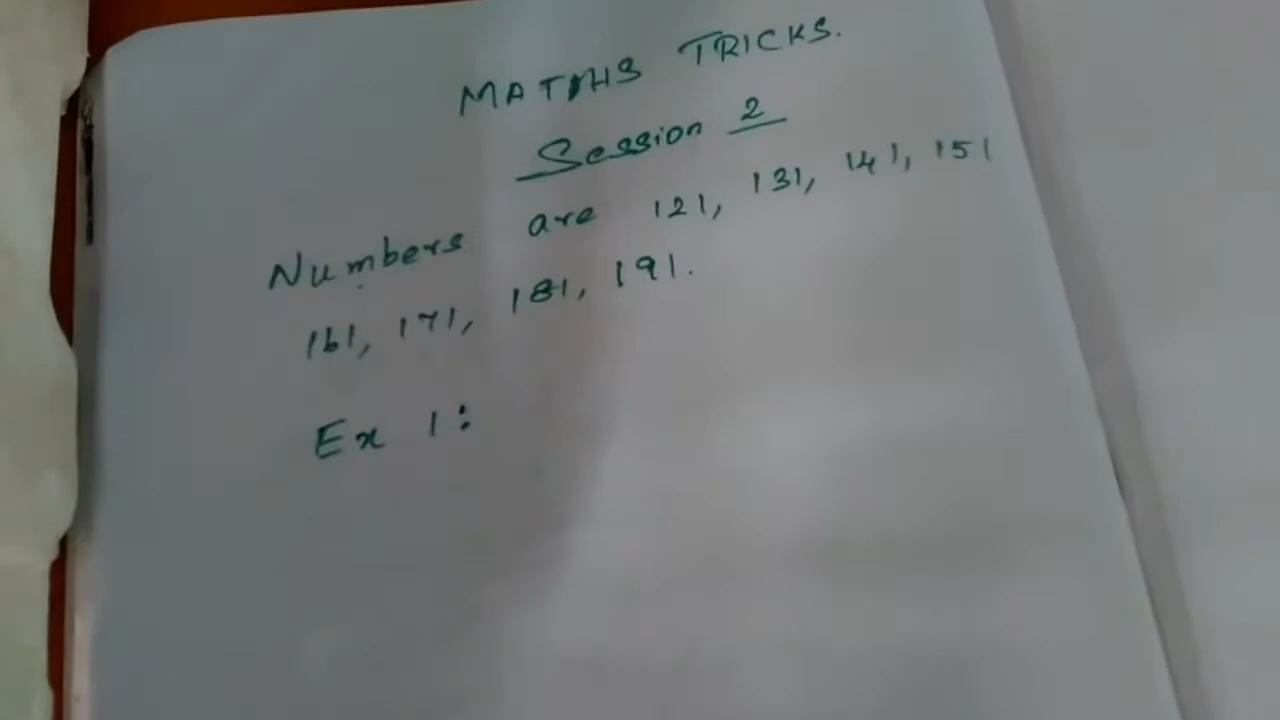 MATHS TRICKS.
Session 2
Numbers are 121, 131, 141, 151
161, 171, 181, 191.
Ex 1: